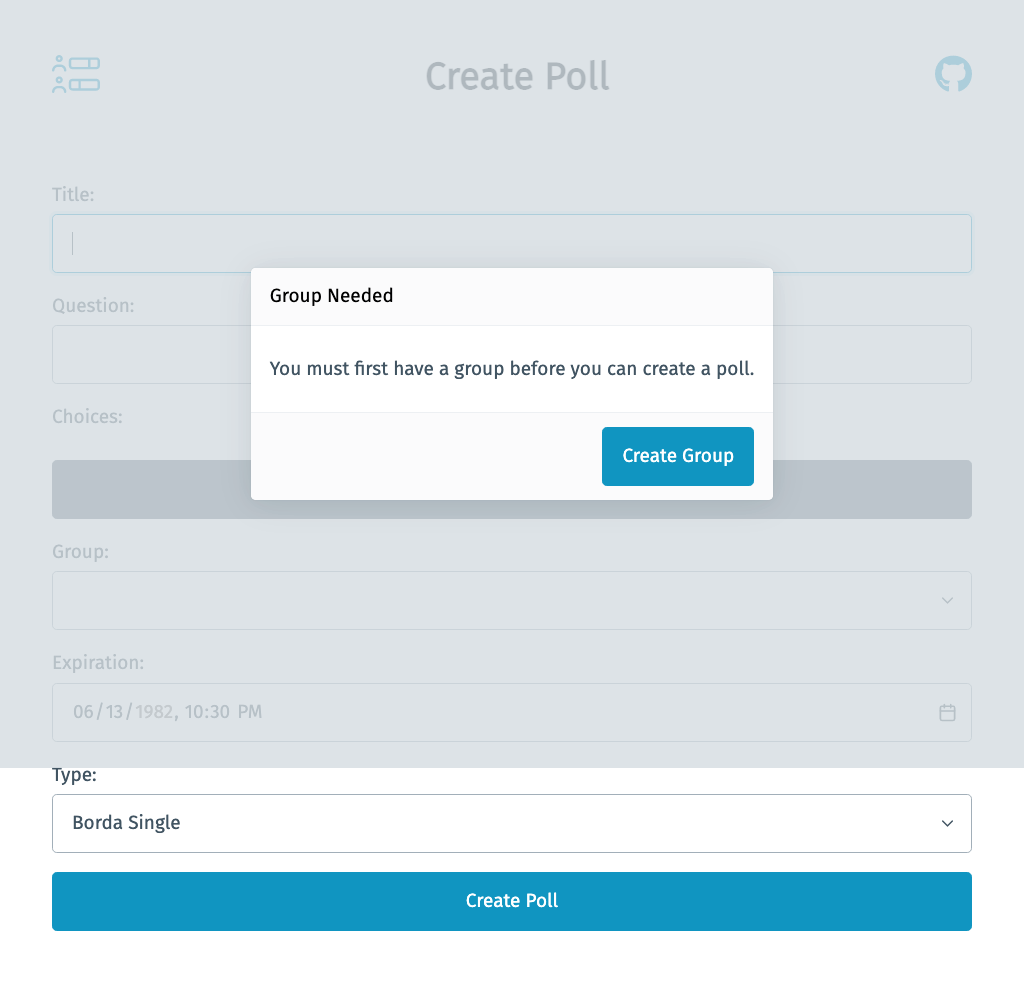 Create Poll
Title:
Question:
Group Needed
You must first have a group before you can create a poll.
Choices:
Create Group
Group:
Expiration:
06/13/1982, 10:30 PM
Type:
Borda Single
Create Poll